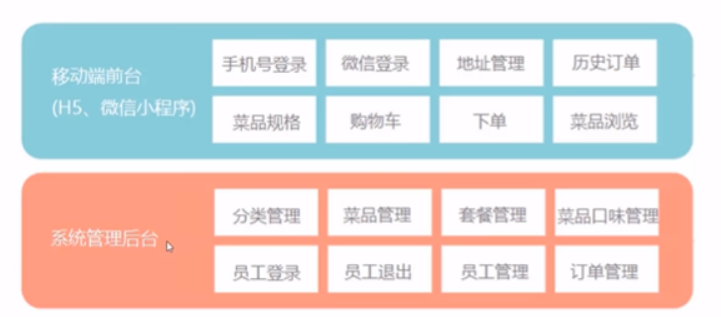 移动端前台
(H5、微信小程序)
手机号登录
微信登录
地址管理
历史订单
菜品规格
购物车
下单
菜品浏览
系统管理后台
分类管理
菜品管理
套餐管理
菜品口味管理
员工登录
员工退出
员工管理
订单管理